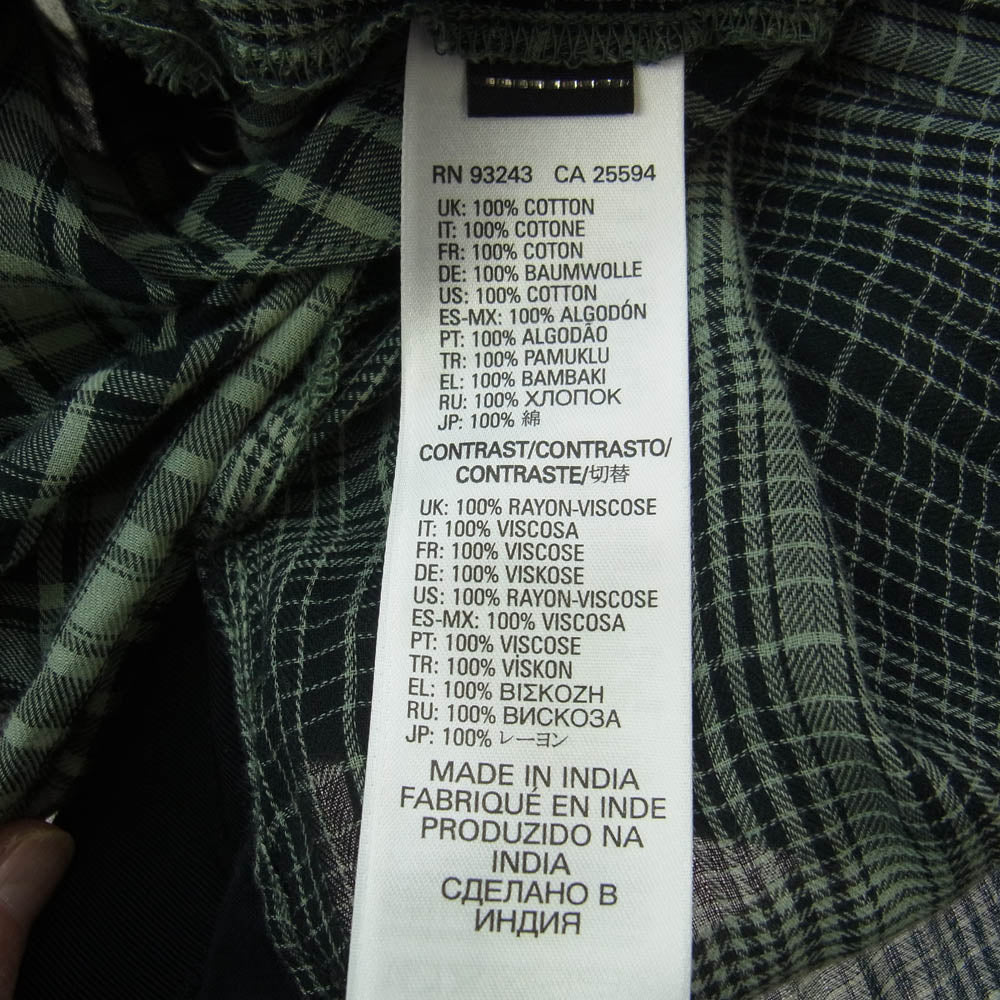 RN 93243 CA 25594
UK: 100% COTTON
IT: 100% COTONE
FR: 100% COTON
DE: 100% BAUMWOLLE
US: 100% COTTON
ES-MX: 100% ALGODÓN
PT: 100% ALGODÃO
TR: 100% PAMUKLU
EL: 100% BAMBAKI
RU: 100% ХЛОПОК
JP: 100% 綿
CONTRAST/CONTRASTO/
CONTRASTE/切替
UK: 100% RAYON-VISCOSE
IT: 100% VISCOSA
FR: 100% VISCOSE
DE: 100% VISKOSE
US: 100% RAYON-VISCOSE
ES-MX: 100% VISCOSA
PT: 100% VISCOSE
TR: 100% VİSKON
EL: 100% ΒΙΣΚΟΖΗ
RU: 100% ВИСКОЗА
JP: 100% レーヨン
MADE IN INDIA
FABRIQUÉ EN INDE
PRODUZIDO NA
INDIA
СДЕЛАНО В
ИНДИЯ